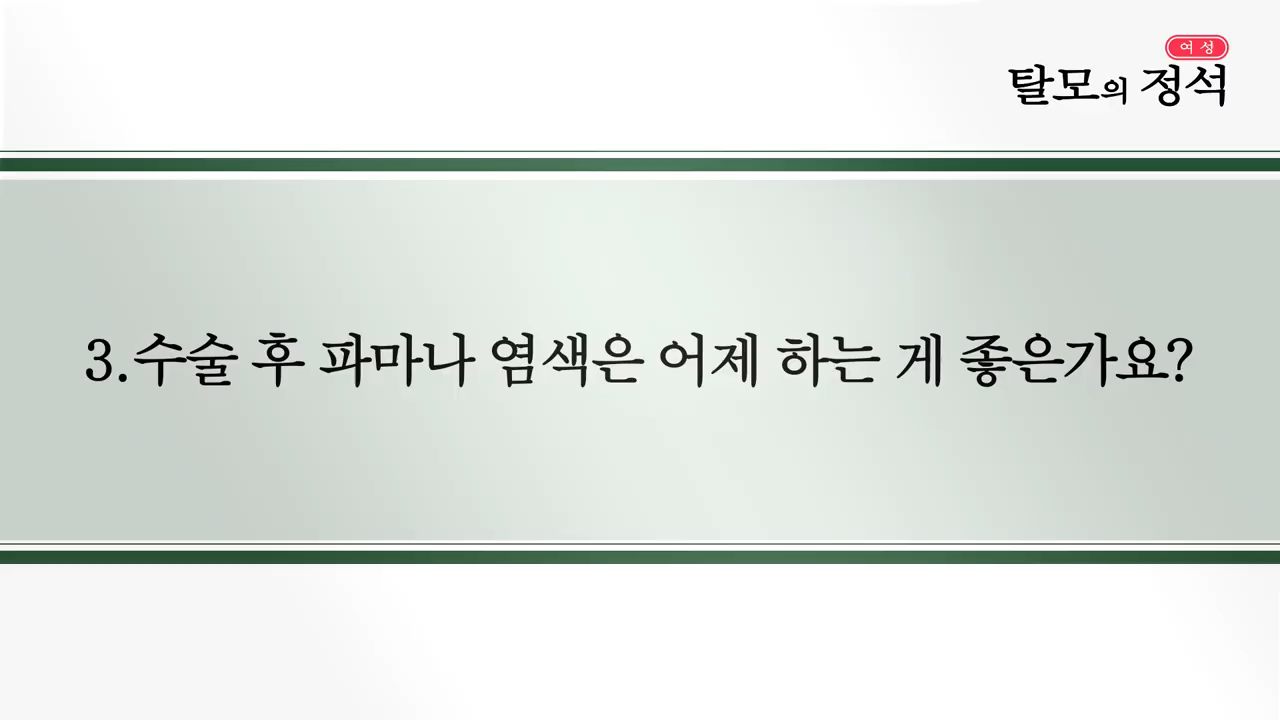 여성
탈모의 정석
3.수술 후 파마나 염색은 어제 하는 게 좋은가요?